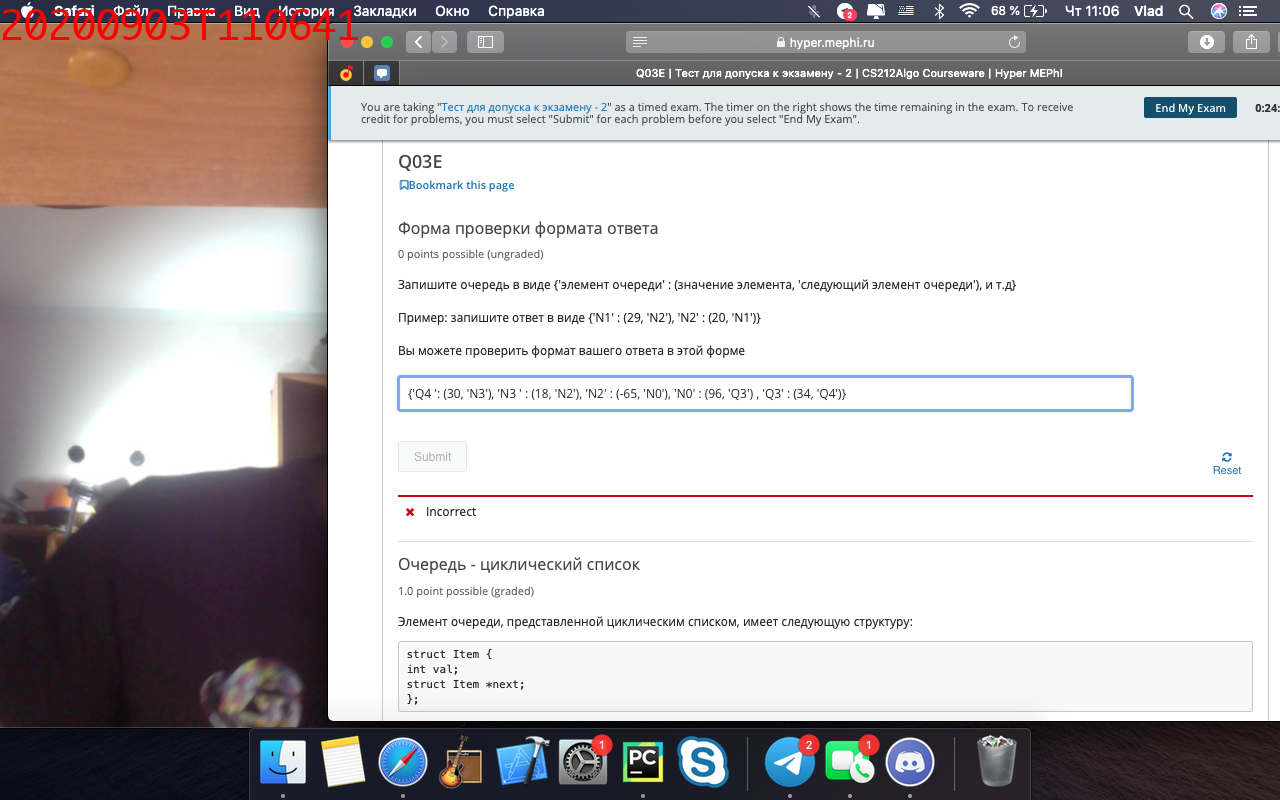 Safari Файл Правка Вид История Закладки Окно Справка 2 68 % Чт 11:06 Vlad
20200903T110641
hyper.mephi.ru
Q03E | Тест для допуска к экзамену - 2 | CS212Algo Courseware | Hyper MEPhI
You are taking "Тест для допуска к экзамену - 2" as a timed exam. The timer on the right shows the time remaining in the exam. To receive
credit for problems, you must select "Submit" for each problem before you select "End My Exam".
End My Exam
0:24:
Q03E
Bookmark this page
Форма проверки формата ответа
0 points possible (ungraded)
Запишите очередь в виде {'элемент очереди' : (значение элемента, 'следующий элемент очереди'), и т.д}
Пример: запишите ответ в виде {'N1' : (29, 'N2'), 'N2' : (20, 'N1')}
Вы можете проверить формат вашего ответа в этой форме
{'Q4 ': (30, 'N3'), 'N3 ' : (18, 'N2'), 'N2' : (-65, 'N0'), 'N0' : (96, 'Q3') , 'Q3' : (34, 'Q4')}
Submit
Reset
Incorrect
Очередь - циклический список
1.0 point possible (graded)
Элемент очереди, представленной циклическим списком, имеет следующую структуру:
struct Item {
int val;
struct Item *next;
};
1
PC
2
1